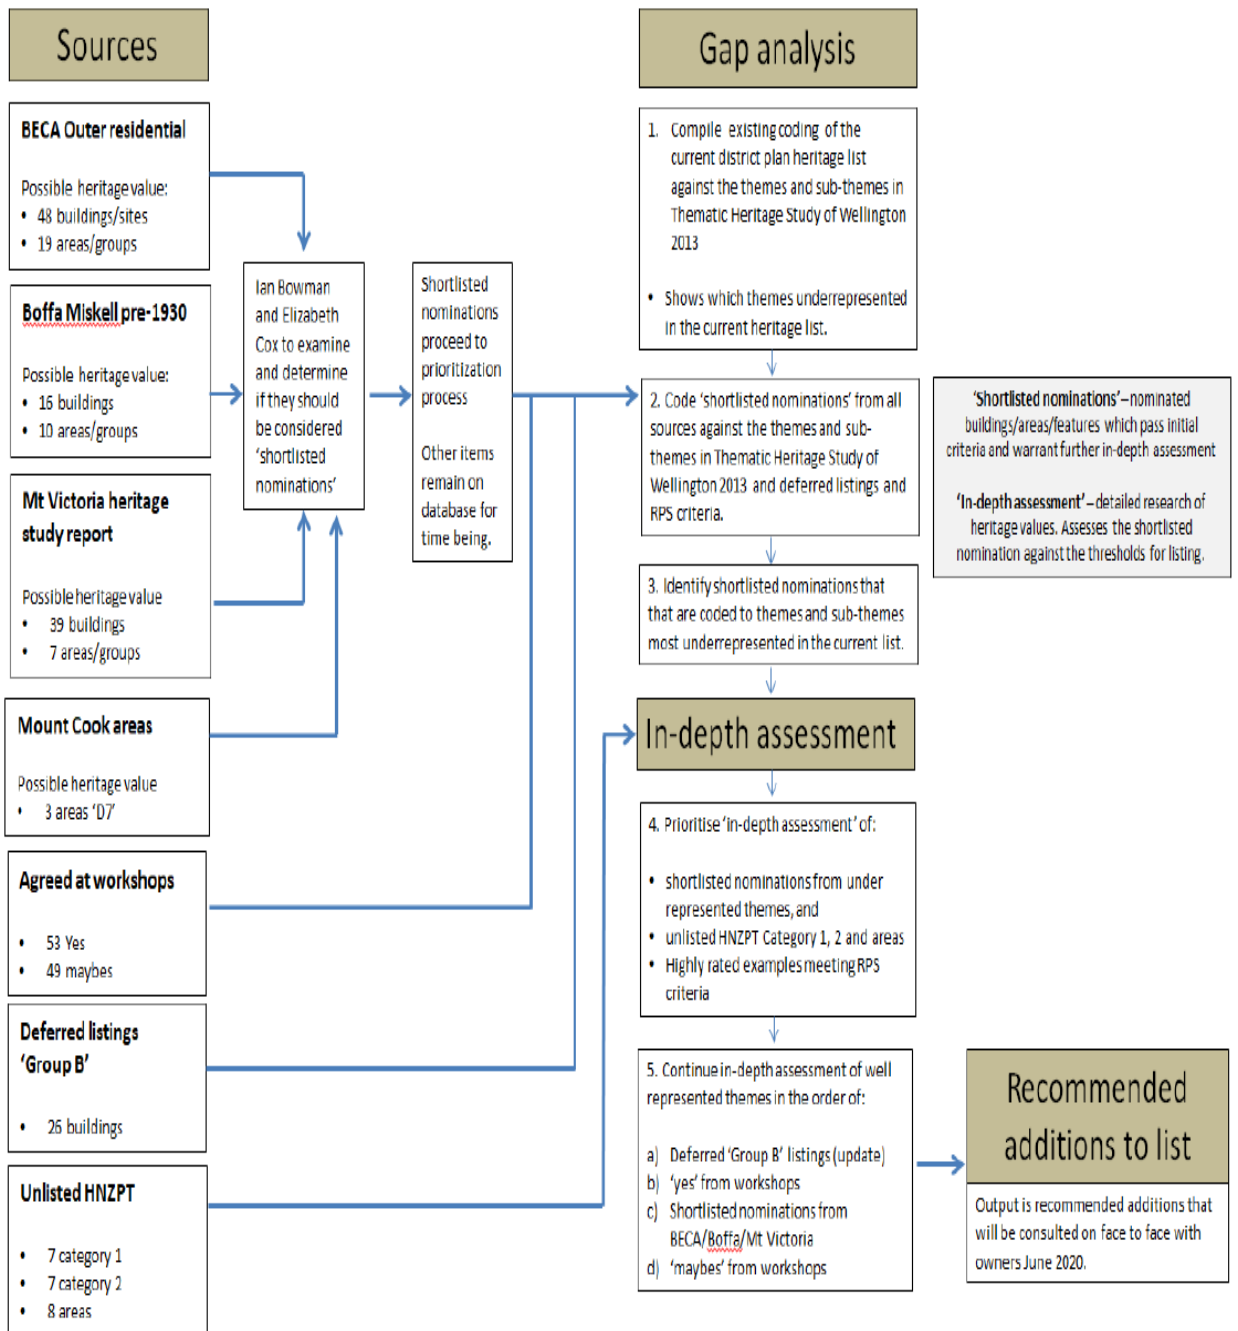 Sources
BECA Outer residential
Possible heritage value:
• 48 buildings/sites
• 19 areas/groups
Boffa Miskell pre-1930
Possible heritage value:
• 16 buildings
• 10 areas/groups
Mt Victoria heritage
study report
Possible heritage value
• 39 buildings
• 7 areas/groups
Mount Cook areas
Possible heritage value
• 3 areas ‘D7’
Agreed at workshops
• 53 Yes
• 49 maybes
Deferred listings
‘Group B’
• 26 buildings
Unlisted HNZPT
• 7 category 1
• 7 category 2
• 8 areas
Ian Bowman
and Elizabeth
Cox to examine
and determine
if they should
be considered
‘shortlisted
nominations’
Shortlisted
nominations
proceed to
prioritization
process
Other items
remain on
database for
time being.
Gap analysis
1. Compile existing coding of the
current district plan heritage list
against the themes and sub-themes in
Thematic Heritage Study of Wellington
2013
• Shows which themes underrepresented
in the current heritage list.
2. Code ‘shortlisted nominations’ from all
sources against the themes and sub-
themes in Thematic Heritage Study of
Wellington 2013 and deferred listings and
RPS criteria.
3. Identify shortlisted nominations that
that are coded to themes and sub-themes
most underrepresented in the current list.
In-depth assessment
4. Prioritise ‘in-depth assessment’ of:
• shortlisted nominations from under
represented themes, and
• unlisted HNZPT Category 1, 2 and areas
• Highly rated examples meeting RPS
criteria
5. Continue in-depth assessment of well
represented themes in the order of:
a) Deferred ‘Group B’ listings (update)
b) ‘yes’ from workshops
c) Shortlisted nominations from
BECA/Boffa/Mt Victoria
d) ‘maybes’ from workshops
‘Shortlisted nominations’ – nominated
buildings/areas/features which pass initial
criteria and warrant further in-depth assessment
‘In-depth assessment’ – detailed research of
heritage values. Assesses the shortlisted
nomination against the thresholds for listing.
Recommended
additions to list
Output is recommended additions that
will be consulted on face to face with
owners June 2020.